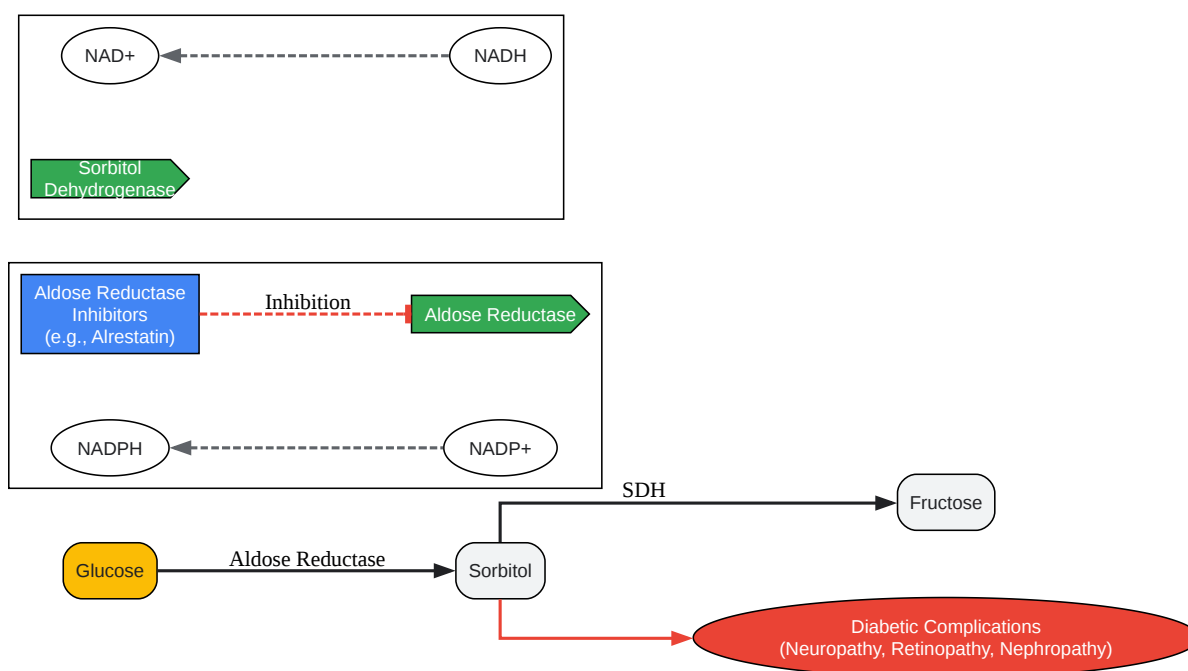 NAD+
NADH
Sorbitol
Dehydrogenase
Aldose Reductase
Inhibitors
(e.g., Alrestatin)
Inhibition
Aldose Reductase
NADPH
NADP+
SDH
Fructose
Glucose
Aldose Reductase
Sorbitol
Diabetic Complications
(Neuropathy, Retinopathy, Nephropathy)